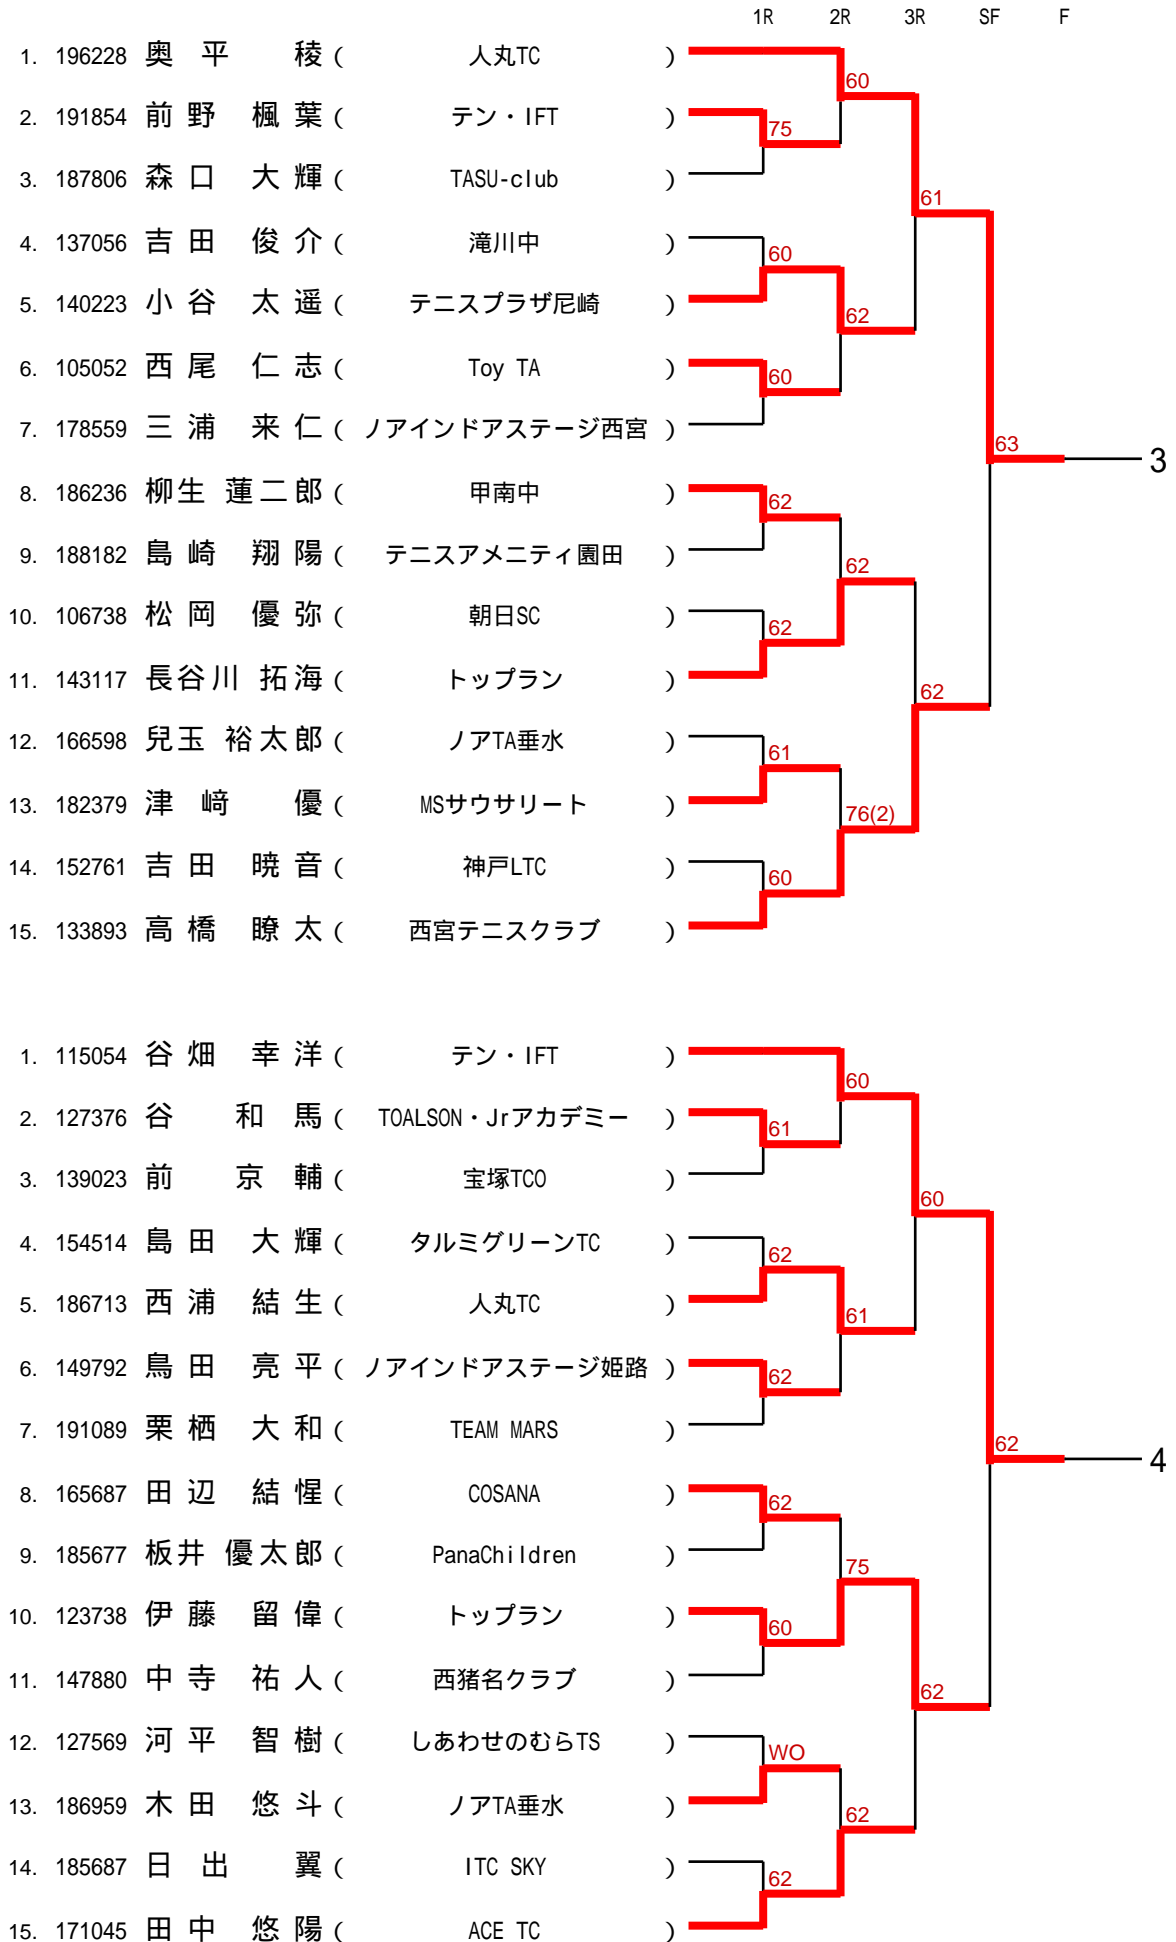 1R 2R 3R SF F
1. 196228 奥平 稜 ( 人丸TC )
60
2. 191854 前野 楓葉 ( テン・IFT )
75
3. 187806 森口 大輝 ( TASU-club )
61
4. 137056 吉田 俊介 ( 滝川中 )
60
5. 140223 小谷 太遥 ( テニスプラザ尼崎 )
62
6. 105052 西尾 仁志 ( Toy TA )
60
7. 178559 三浦 来仁 ( ノアインドアステージ西宮 )
63 3
8. 186236 柳生 蓮二郎 ( 甲南中 )
62
9. 188182 島崎 翔陽 ( テニスアメニティ園田 )
62
10. 106738 松岡 優弥 ( 朝日SC )
62
11. 143117 長谷川 拓海 ( トップラン )
62
12. 166598 兒玉 裕太郎 ( ノアTA垂水 )
61
13. 182379 津﨑 優 ( MSサウサリート )
76(2)
14. 152761 吉田 暁音 ( 神戸LTC )
60
15. 133893 高橋 瞭太 ( 西宮テニスクラブ )
1. 115054 谷畑 幸洋 ( テン・IFT )
60
2. 127376 谷 和馬 ( TOALSON・Jrアカデミー )
61
3. 139023 前 京輔 ( 宝塚TCO )
60
4. 154514 島田 大輝 ( タルミグリーンTC )
62
5. 186713 西浦 結生 ( 人丸TC )
61
6. 149792 鳥田 亮平 ( ノアインドアステージ姫路 )
62
7. 191089 栗栖 大和 ( TEAM MARS )
62 4
8. 165687 田辺 結惺 ( COSANA )
62
9. 185677 板井 優太郎 ( PanaChildren )
75
10. 123738 伊藤 留偉 ( トップラン )
60
11. 147880 中寺 祐人 ( 西猪名クラブ )
62
12. 127569 河平 智樹 ( しあわせのむらTS )
WO
13. 186959 木田 悠斗 ( ノアTA垂水 )
62
14. 185687 日出 翼 ( ITC SKY )
62
15. 171045 田中 悠陽 ( ACE TC )